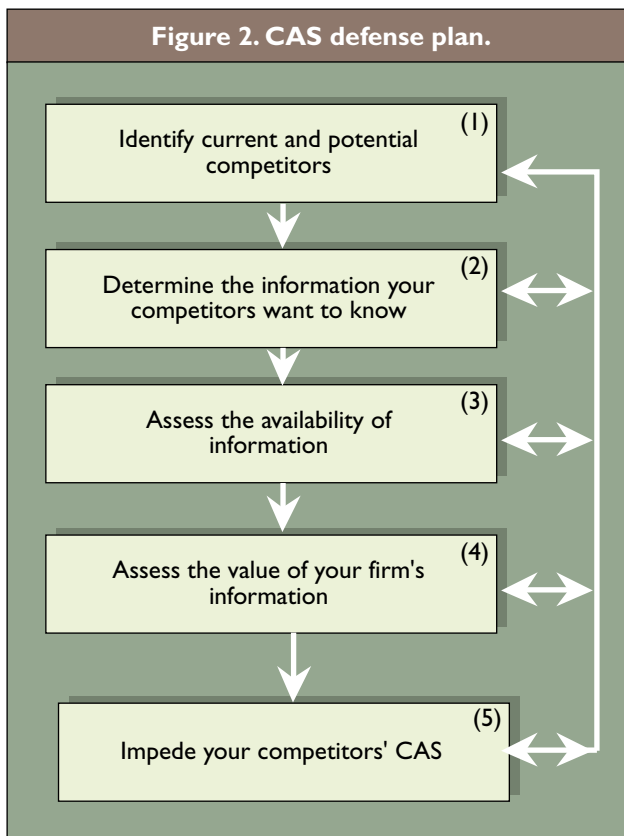 Figure 2. CAS defense plan.
(1)
Identify current and potential
competitors
(2)
Determine the information your
competitors want to know
(3)
Assess the availability of
information
(4)
Assess the value of your firm's
information
(5)
Impede your competitors' CAS